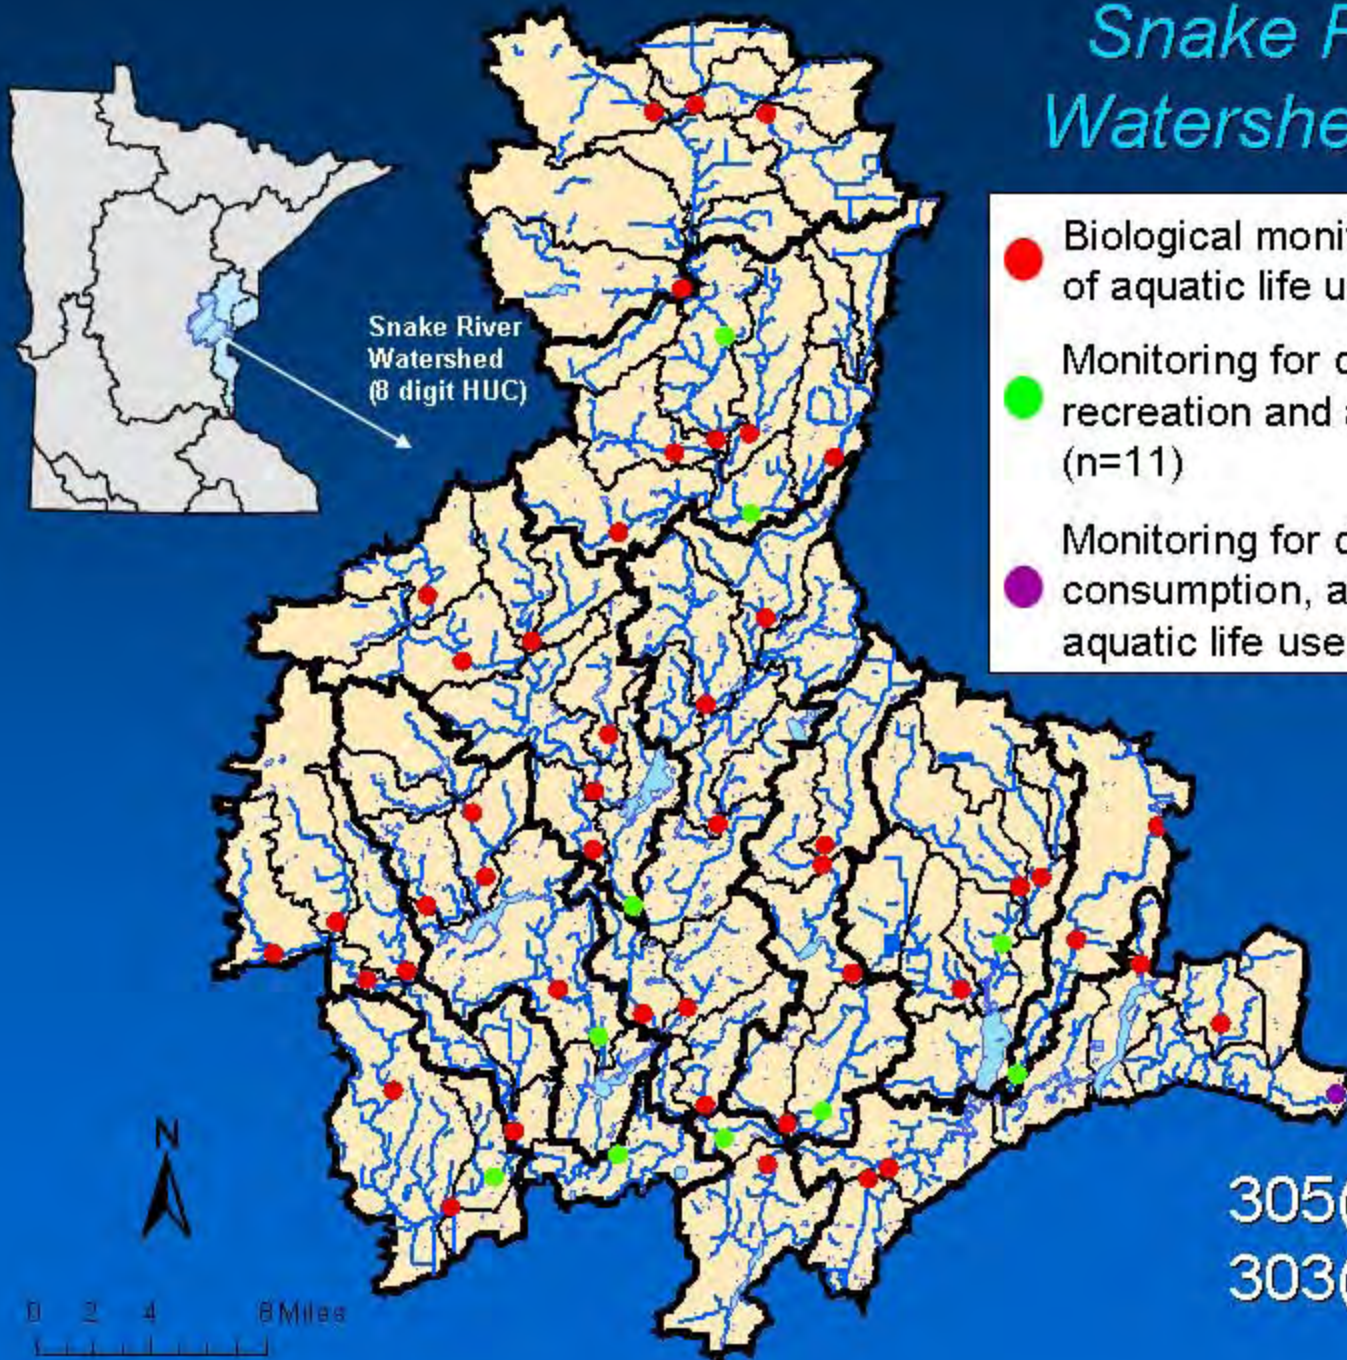 Snake R
Watershe
Biological moni
of aquatic life u
Monitoring for
recreation and
(n=11)
Monitoring for
consumption, a
aquatic life use
Snake River
Watershed
(8 digit HUC)
N
0 2 4 8 Miles
305(
303(